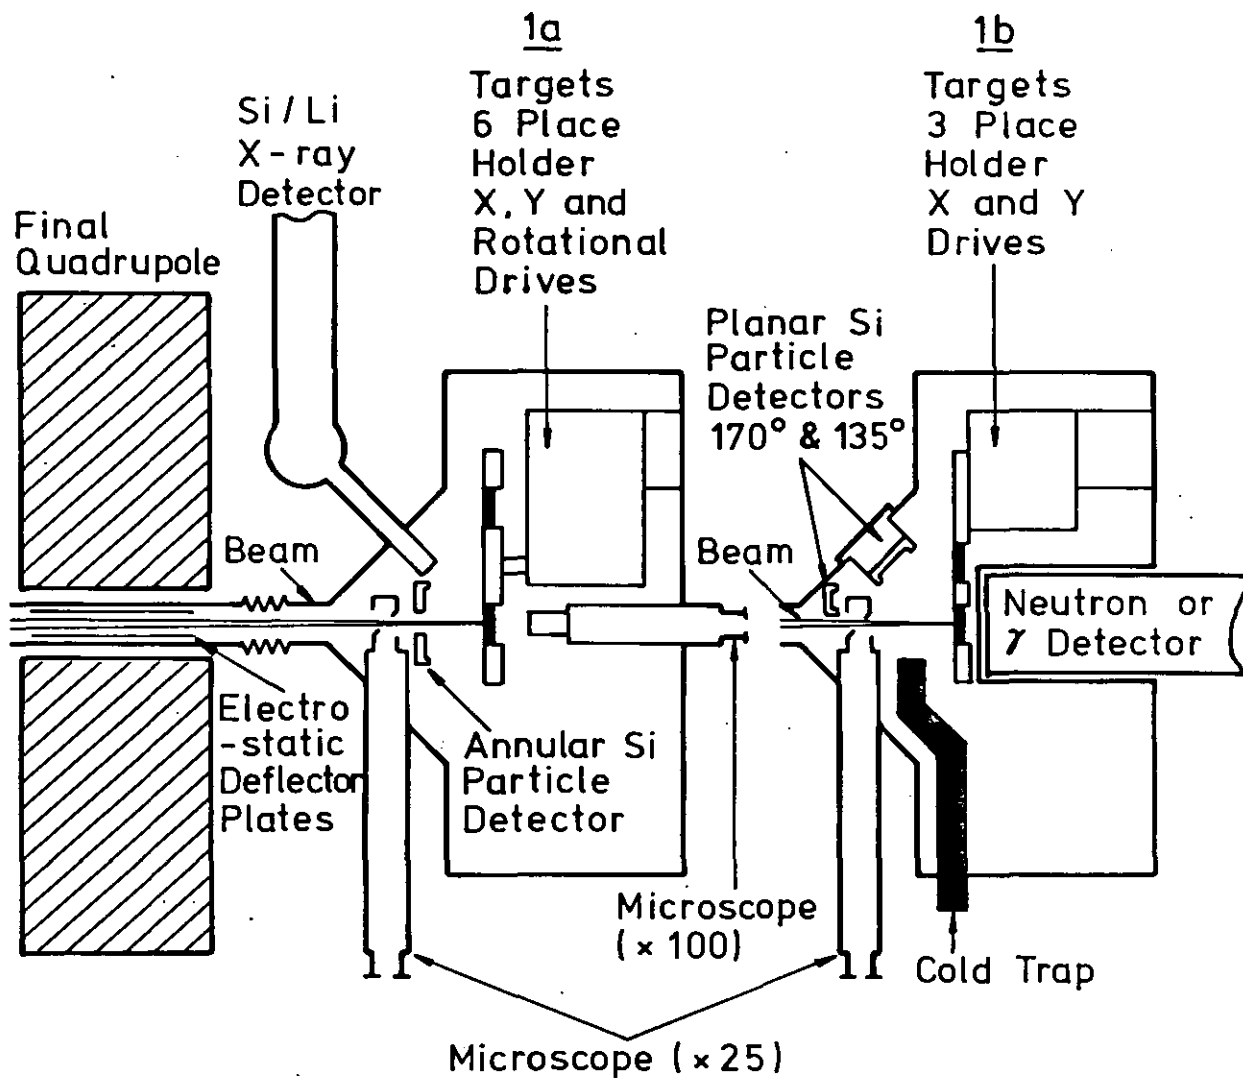 1a
Targets
6 Place
Holder
X, Y and
Rotational
Drives
1b
Targets
3 Place
Holder
X and Y
Drives
Si / Li
X-ray
Detector
Final
Quadrupole
Planar Si
Particle
Detectors
170° & 135°
Beam
Beam
Neutron or
γ Detector
Electro
-static
Deflector
Plates
Annular Si
Particle
Detector
Microscope
(× 100)
Cold Trap
Microscope (× 25)